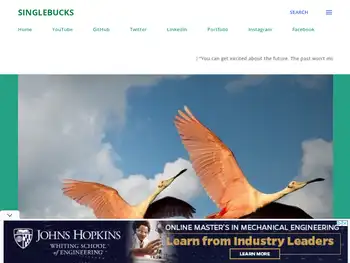 SINGLEBUCKS
SEARCH
Home YouTube GitHub Twitter LinkedIn Portfolio Instagram Facebook
| "You can get excited about the future. The past won't mi
JOHNS HOPKINS
WHITING SCHOOL
of ENGINEERING
ONLINE MASTER'S IN MECHANICAL ENGINEERING
Learn from Industry Leaders
LEARN MORE